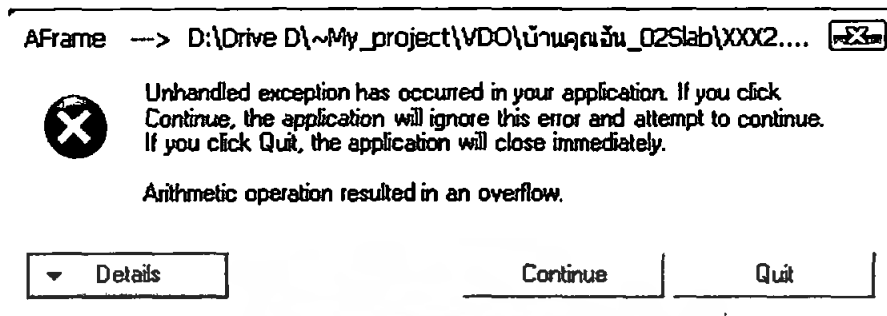 AFrame ---> D:\Drive D\~My_project\VDO\บ้านคุณอัน_02Slab\XXX2....
Unhandled exception has occurred in your application. If you click
Continue, the application will ignore this error and attempt to continue.
If you click Quit, the application will close immediately.
Arithmetic operation resulted in an overflow.
Details Continue Quit